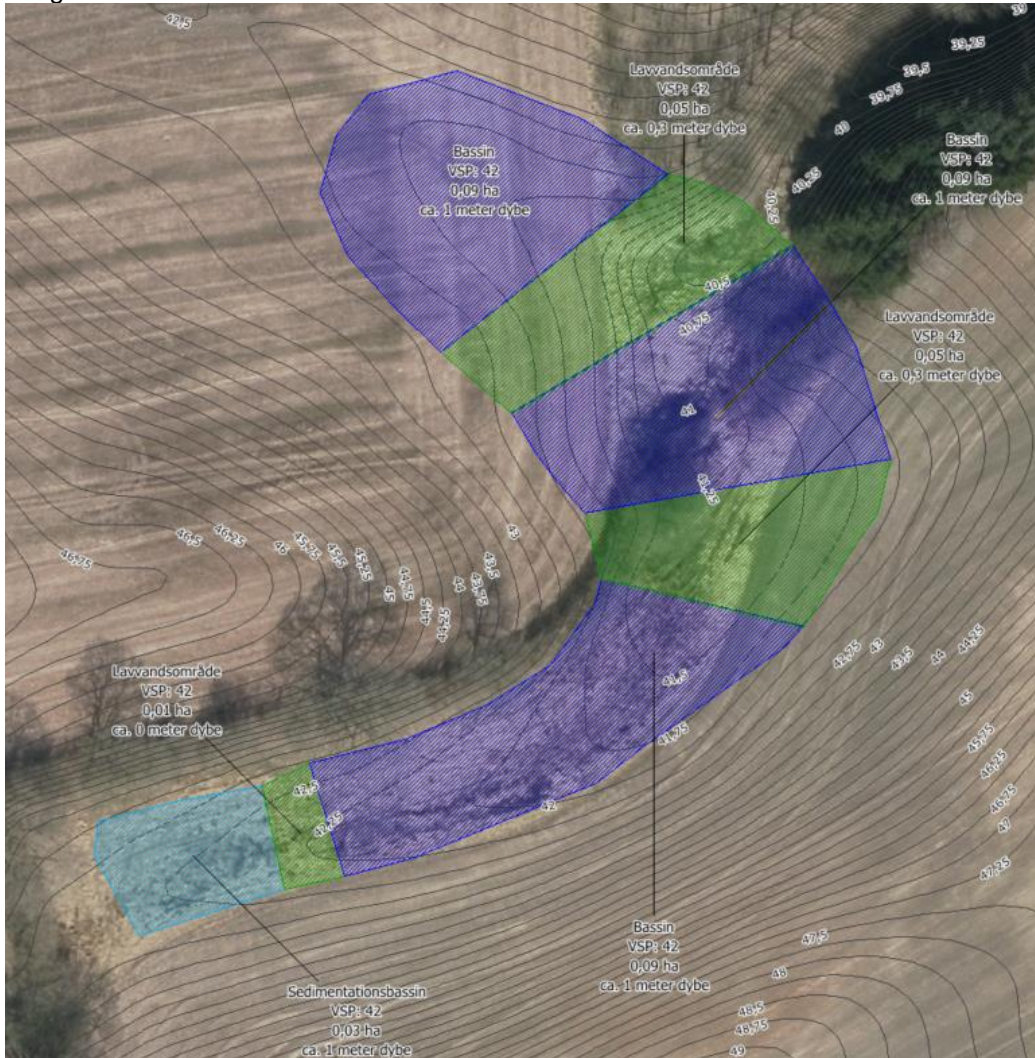 42,5
39
39,25
39,5
39,75
40
40,25
40,25
Lavvandsområde
VSP: 42
0,05 ha
ca. 0,3 meter dybe
Bassin
VSP: 42
0,09 ha
ca. 1 meter dybe
Bassin
VSP: 42
0,09 ha
ca. 1 meter dybe
40,5
40,75
Lavvandsområde
VSP: 42
0,05 ha
ca. 0,3 meter dybe
41
41,25
46,75
46,5
46,25
46
45,75
45,5
45,25
45
44,75
44,5
44,25
44
43,75
43,5
43
42,75
43
43,5
44
44,25
45
45,75
46,25
46,75
47
47,25
Lavvandsområde
VSP: 42
0,01 ha
ca. 0 meter dybe
41,5
41,75
42
42,5
42,25
Bassin
VSP: 42
0,09 ha
ca. 1 meter dybe
47,5
48
48,5
48,75
49
Sedimentationsbassin
VSP: 42
0,03 ha
ca. 1 meter dybe